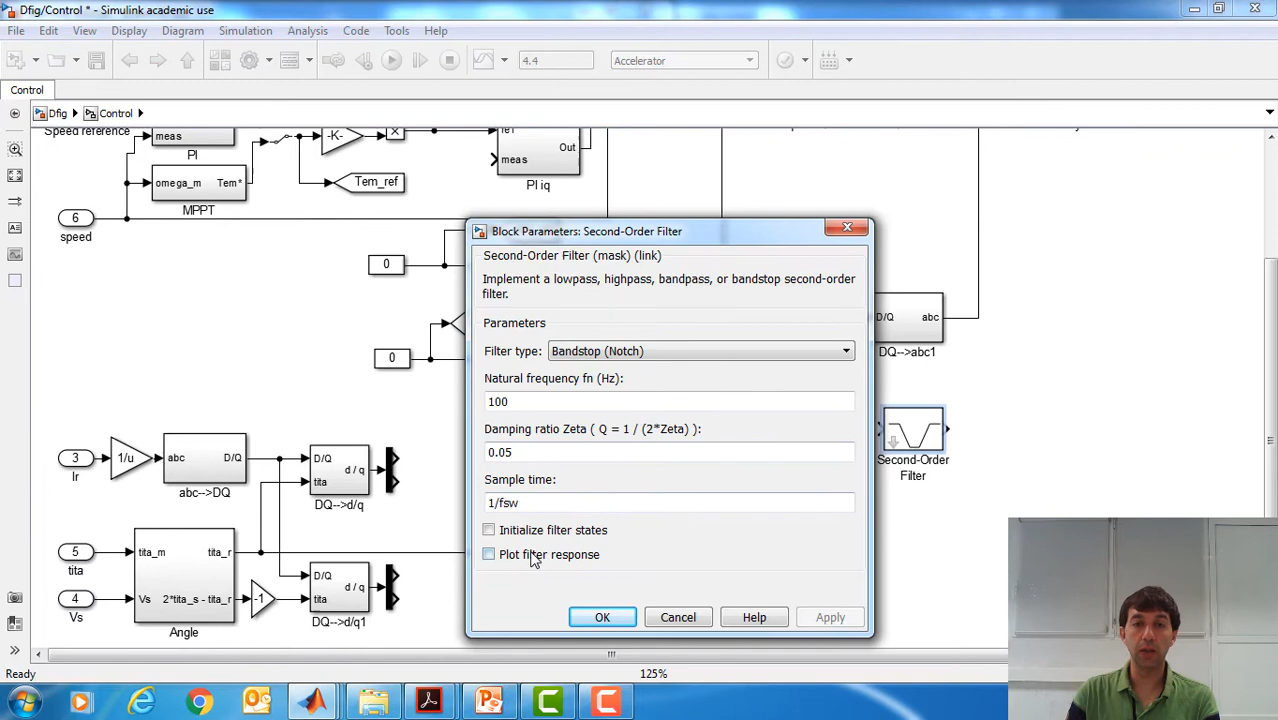 Dfig/Control * - Simulink academic use
File Edit View Display Diagram Simulation Analysis Code Tools Help
4.4
Accelerator
Control
Dfig Control
Speed reference
meas
PI
omega_m Tem*
MPPT
-K-
×
Tem_ref
meas
Out
PI iq
6
speed
0
0
Block Parameters: Second-Order Filter
Second-Order Filter (mask) (link)
Implement a lowpass, highpass, bandpass, or bandstop second-order
filter.
Parameters
Filter type: Bandstop (Notch)
Natural frequency fn (Hz):
100
Damping ratio Zeta ( Q = 1 / (2*Zeta) ):
0.05
Sample time:
1/fsw
Initialize filter states
Plot filter response
OK Cancel Help Apply
D/Q abc
DQ-->abc1
Second-Order
Filter
3
Ir
1/u
abc D/Q
abc-->DQ
D/Q
tita
d / q
DQ-->d/q
5
tita
4
Vs
tita_m tita_r
Vs 2*tita_s - tita_r
Angle
-1
D/Q
tita
d / q
DQ-->d/q1
Ready
125%